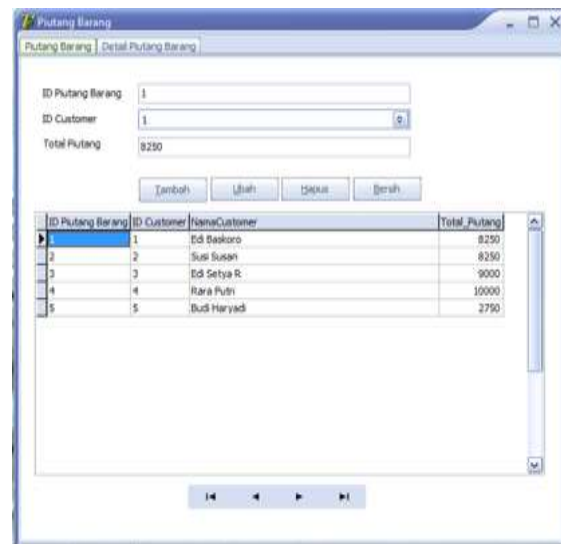 Piutang Barang
Piutang Barang Detail Piutang Barang
ID Piutang Barang 1
ID Customer 1
Total Piutang 8250
Tambah Ubah Hapus Bersih
ID Piutang Barang ID Customer NamaCustomer Total_Piutang
1 1 Edi Baskoro 8250
2 2 Susi Susan 8250
3 3 Edi Setya R 9000
4 4 Rara Putri 10000
5 5 Budi Haryadi 2750